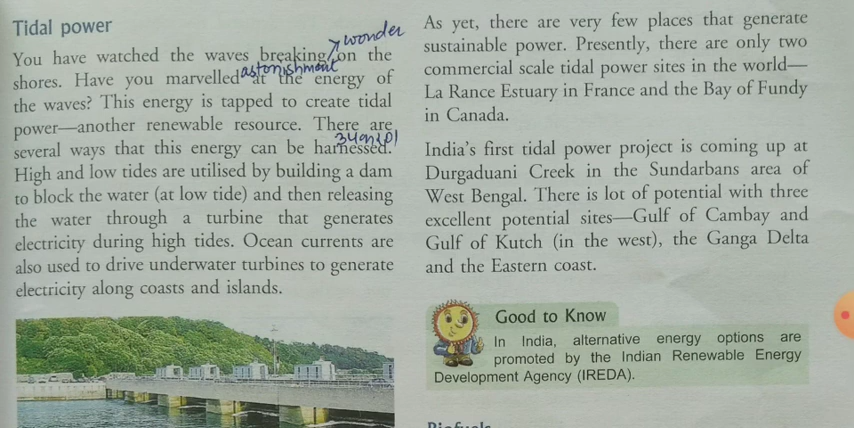 Tidal power
wonder
You have watched the waves breaking on the
astonishment
shores. Have you marvelled at the energy of
the waves? This energy is tapped to create tidal
power—another renewable resource. There are
several ways that this energy can be harnessed.
High and low tides are utilised by building a dam
to block the water (at low tide) and then releasing
the water through a turbine that generates
electricity during high tides. Ocean currents are
also used to drive underwater turbines to generate
electricity along coasts and islands.
As yet, there are very few places that generate
sustainable power. Presently, there are only two
commercial scale tidal power sites in the world—
La Rance Estuary in France and the Bay of Fundy
in Canada.
India's first tidal power project is coming up at
Durgaduani Creek in the Sundarbans area of
West Bengal. There is lot of potential with three
excellent potential sites—Gulf of Cambay and
Gulf of Kutch (in the west), the Ganga Delta
and the Eastern coast.
Good to Know
In India, alternative energy options are
promoted by the Indian Renewable Energy
Development Agency (IREDA).
Biofuels